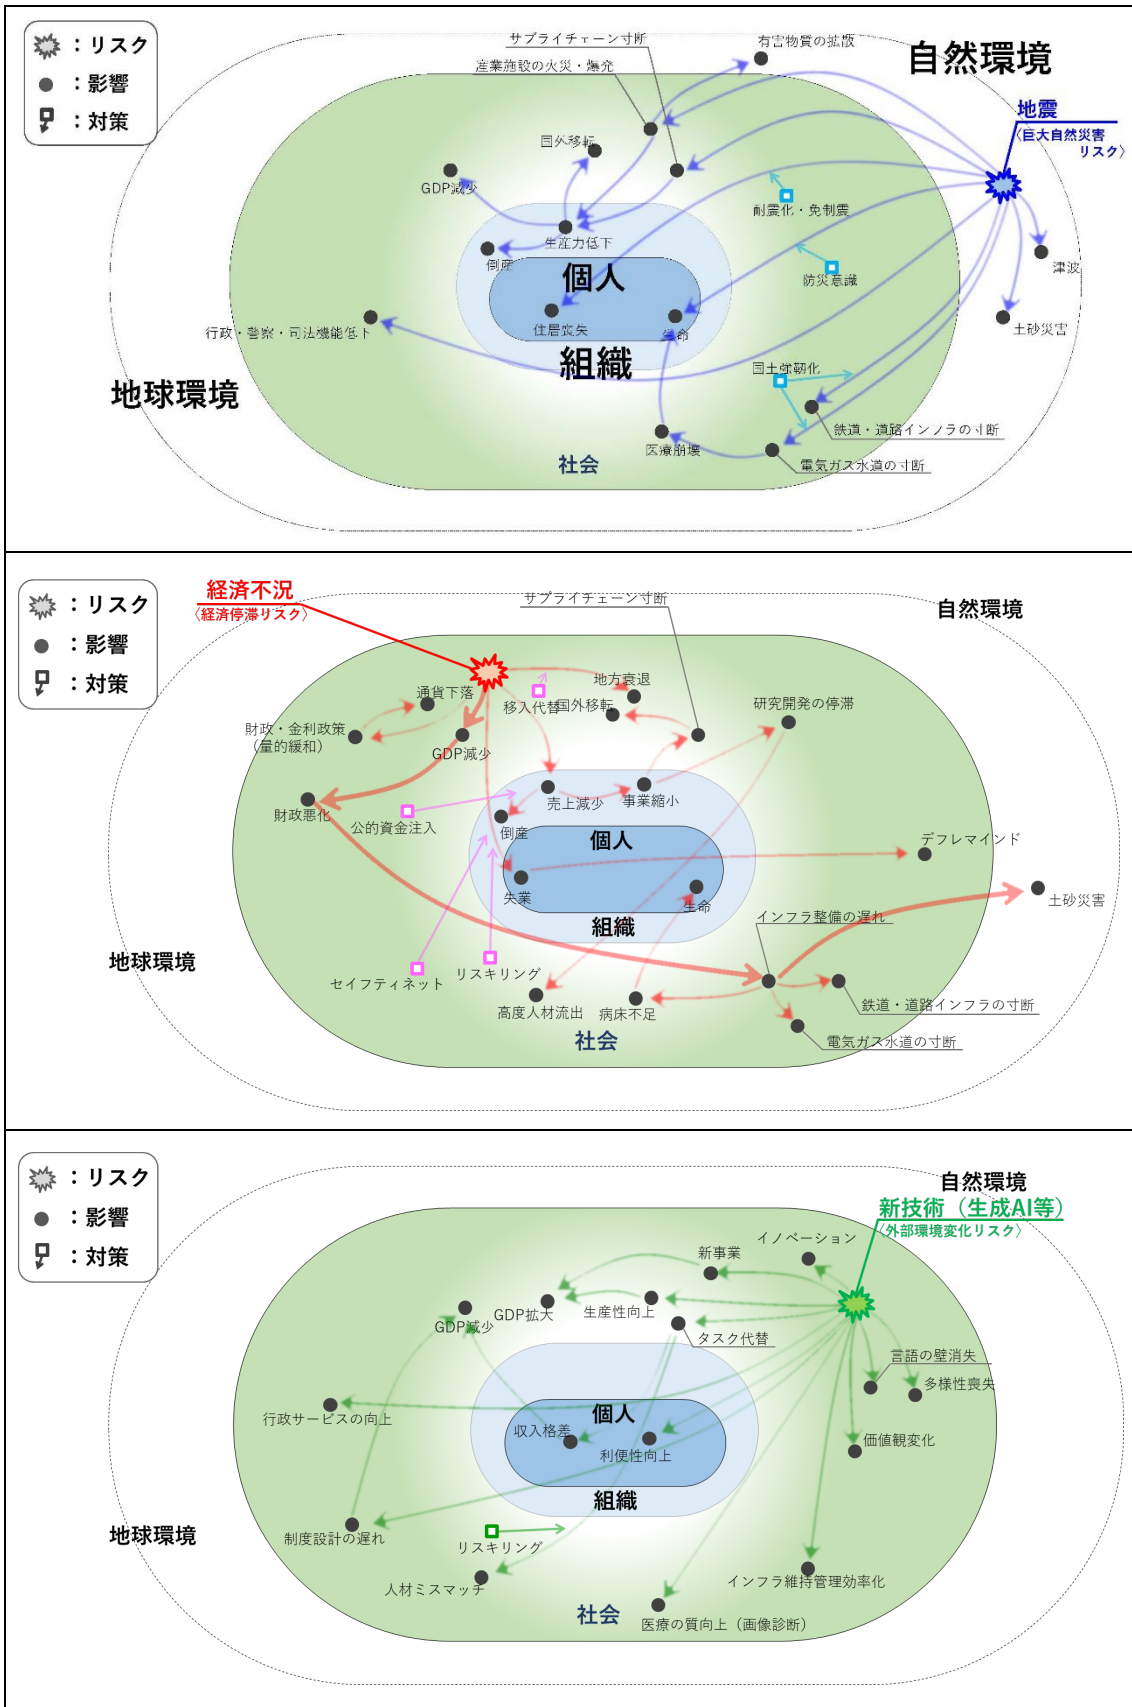 ：リスク
：影響
：対策
サプライチェーン寸断
有害物質の拡散
自然環境
産業施設の火災・爆発
地震
〈巨大自然災害
リスク〉
国外移転
GDP減少
耐震化・免制震
生産力低下
倒産
個人
防災意識
津波
住居喪失
生命
土砂災害
行政・警察・司法機能低下
組織
国土強靭化
地球環境
鉄道・道路インフラの寸断
医療崩壊
社会
電気ガス水道の寸断
：リスク
：影響
：対策
経済不況
〈経済停滞リスク〉
サプライチェーン寸断
自然環境
地方衰退
通貨下落
移入代替
国外移転
研究開発の停滞
財政・金利政策
（量的緩和）
GDP減少
売上減少
事業縮小
財政悪化
公的資金注入
倒産
個人
デフレマインド
失業
生命
土砂災害
インフラ整備の遅れ
組織
地球環境
セイフティネット
リスキリング
高度人材流出
病床不足
鉄道・道路インフラの寸断
社会
電気ガス水道の寸断
：リスク
：影響
：対策
自然環境
新技術（生成AI等）
〈外部環境変化リスク〉
イノベーション
新事業
GDP減少
GDP拡大
生産性向上
タスク代替
言語の壁消失
多様性喪失
行政サービスの向上
個人
収入格差
利便性向上
価値観変化
組織
地球環境
制度設計の遅れ
リスキリング
人材ミスマッチ
インフラ維持管理効率化
社会
医療の質向上（画像診断）